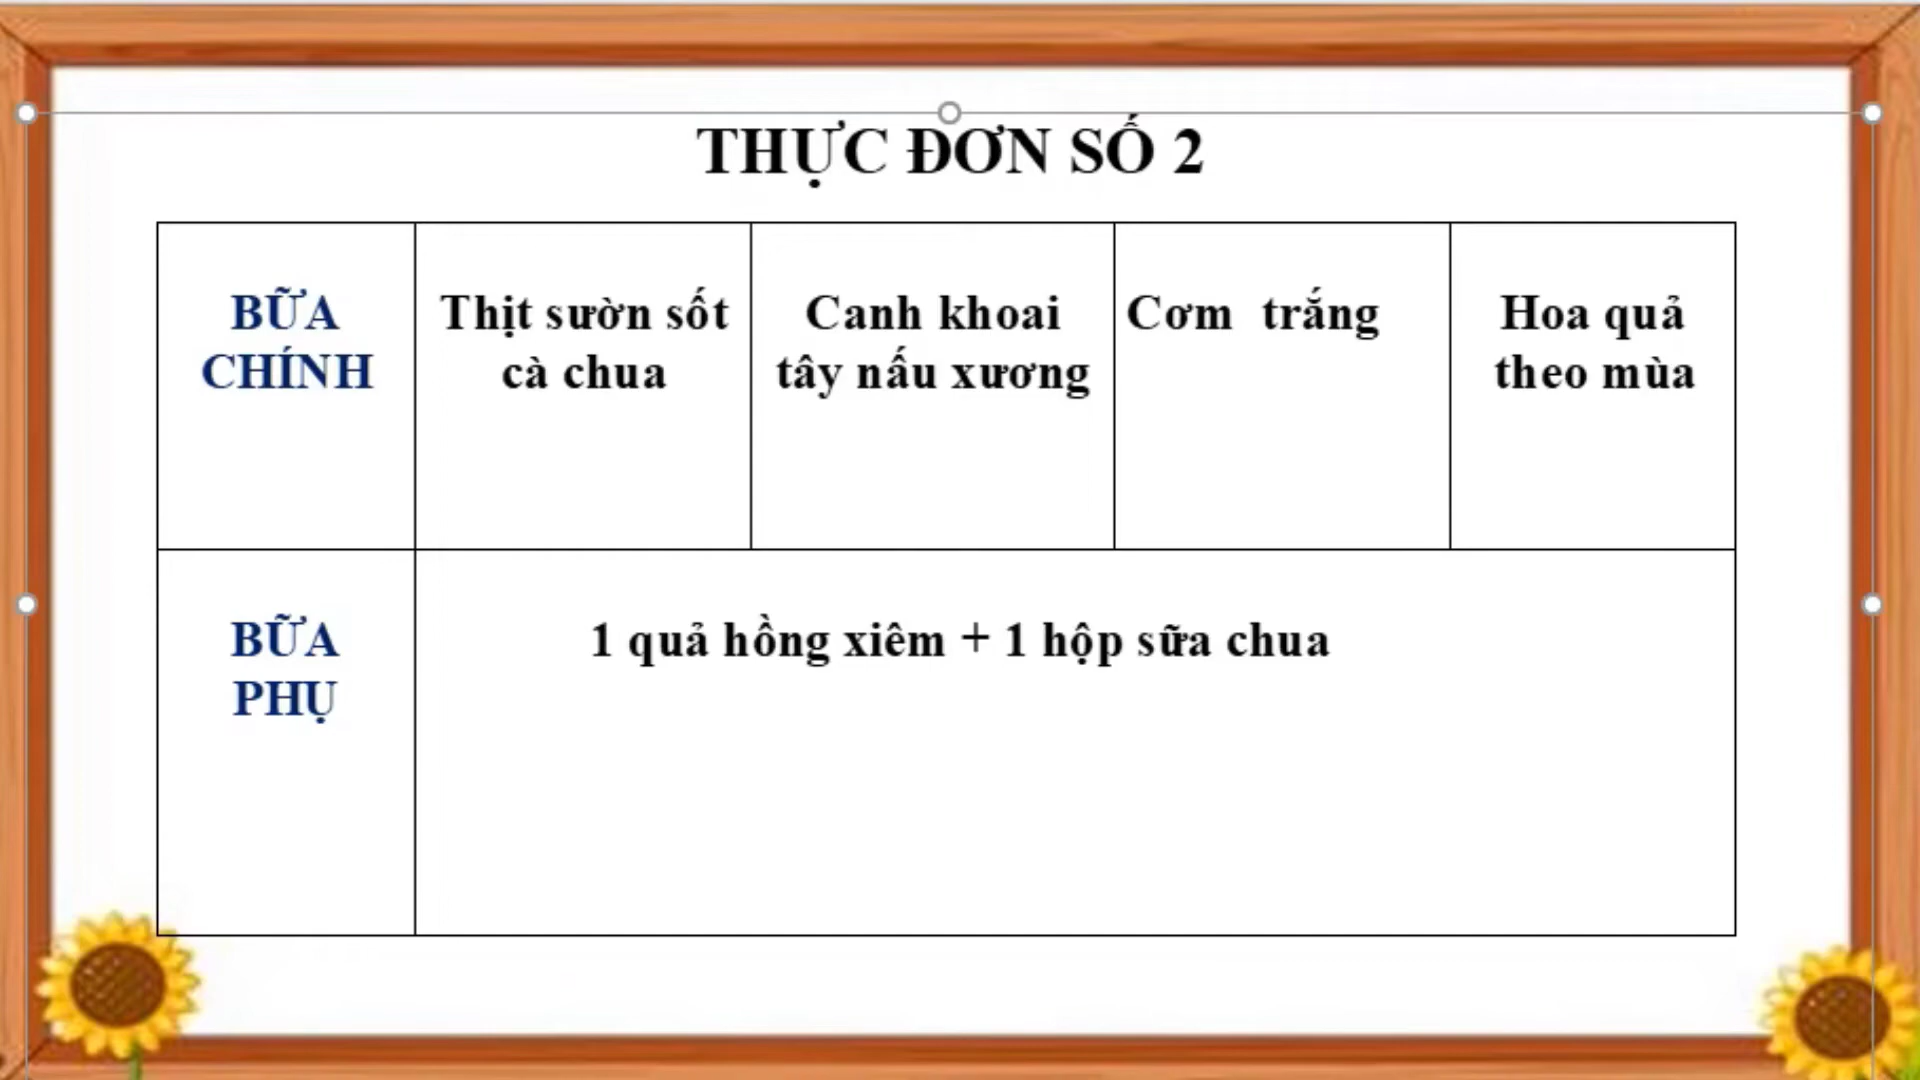 THỰC ĐƠN SỐ 2
BỮA
CHÍNH
Thịt sườn sốt
cà chua
Canh khoai
tây nấu xương
Cơm trắng
Hoa quả
theo mùa
BỮA
PHỤ
1 quả hồng xiêm + 1 hộp sữa chua